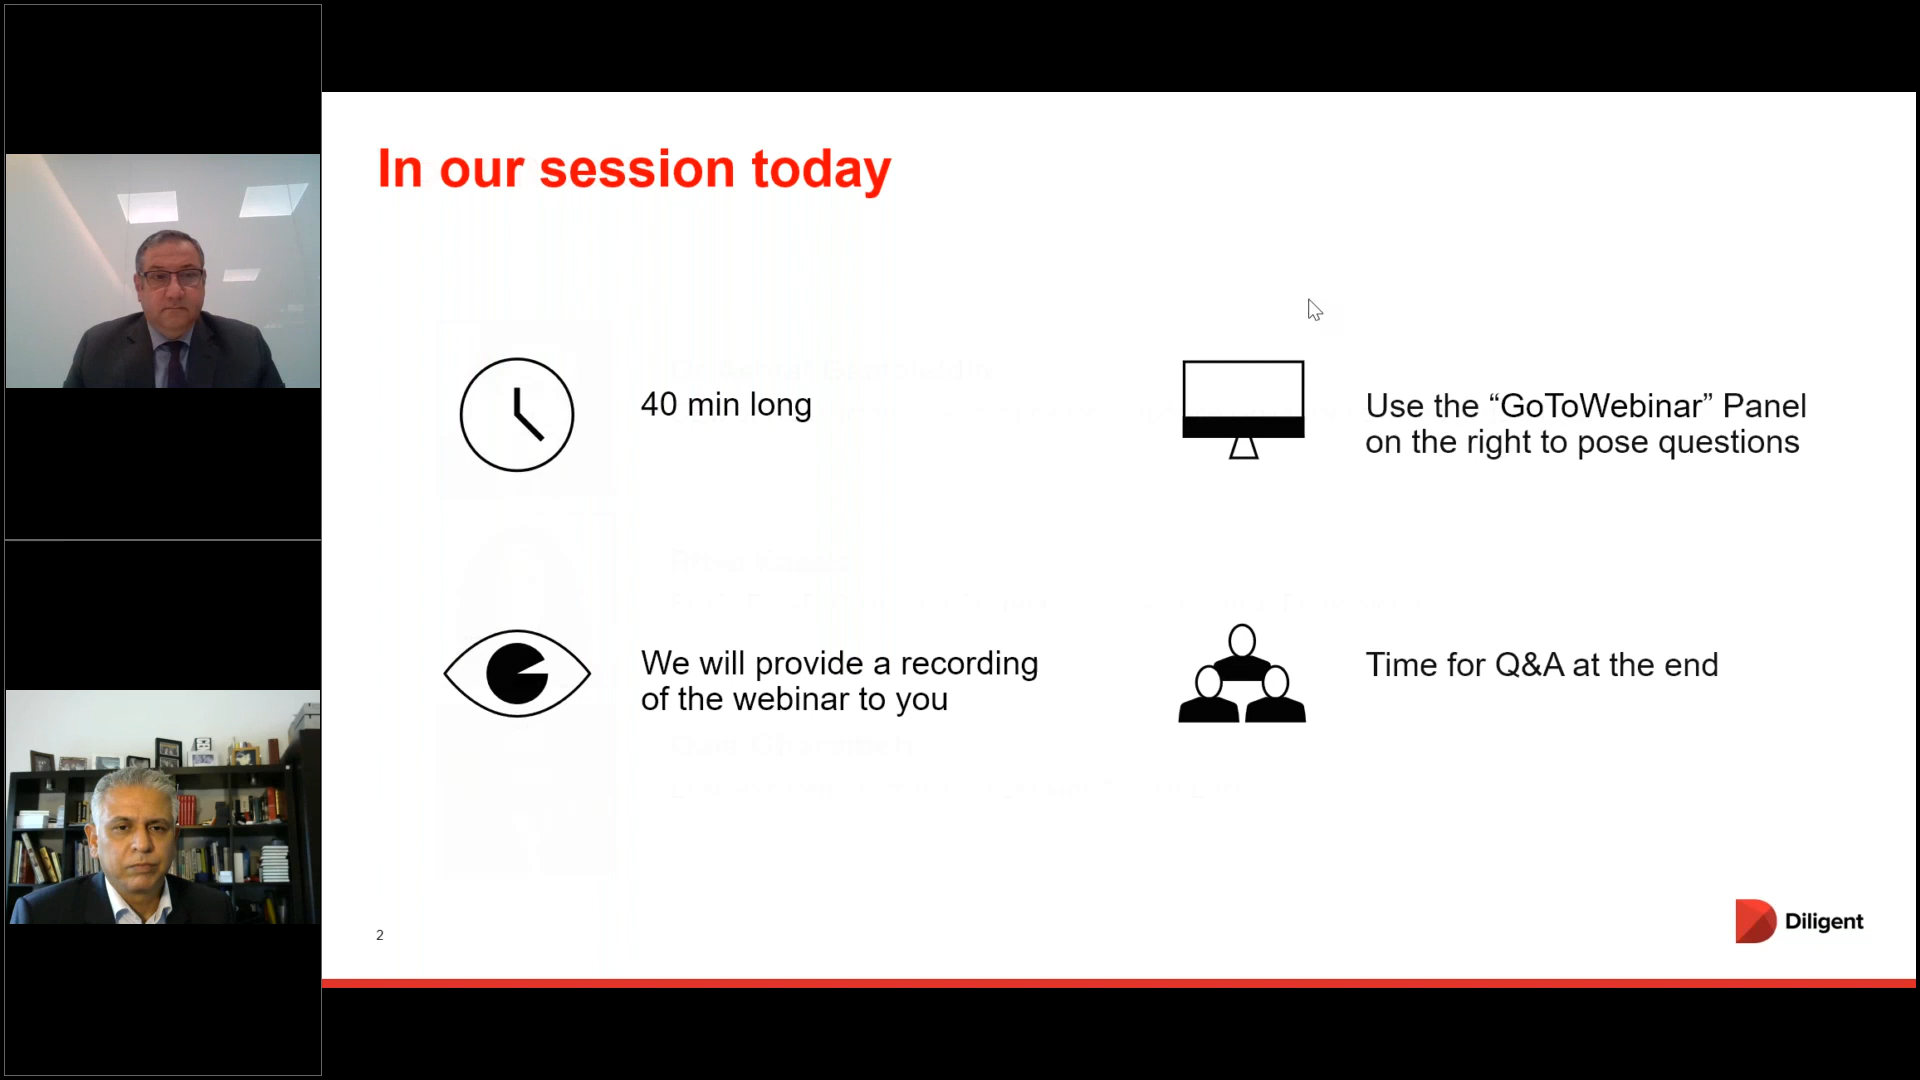 In our session today
40 min long
Use the “GoToWebinar” Panel
on the right to pose questions
We will provide a recording
of the webinar to you
Time for Q&A at the end
2
Diligent